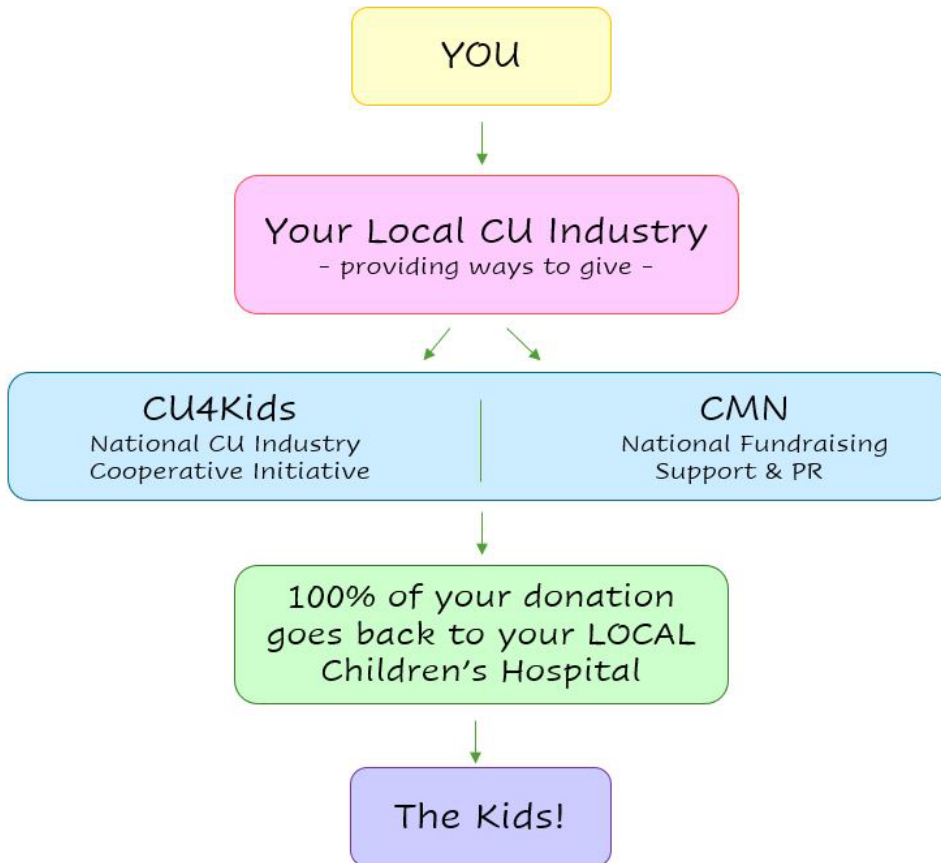 YOU
Your Local CU Industry
- providing ways to give -
CU4Kids
National CU Industry
Cooperative Initiative
CMN
National Fundraising
Support & PR
100% of your donation
goes back to your LOCAL
Children's Hospital
The Kids!